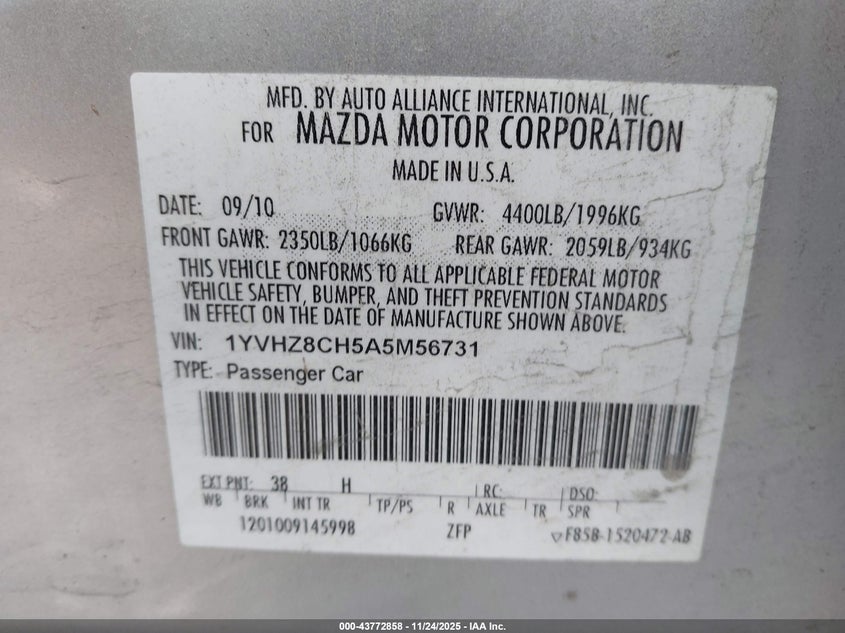 MFD. BY AUTO ALLIANCE INTERNATIONAL, INC.
FOR MAZDA MOTOR CORPORATION
MADE IN U.S.A.
DATE: 09/10 GVWR: 4400LB/1996KG
FRONT GAWR: 2350LB/1066KG REAR GAWR: 2059LB/934KG
THIS VEHICLE CONFORMS TO ALL APPLICABLE FEDERAL MOTOR
VEHICLE SAFETY, BUMPER, AND THEFT PREVENTION STANDARDS
IN EFFECT ON THE DATE OF MANUFACTURE SHOWN ABOVE.
VIN: 1YVHZ8CH5A5M56731
TYPE: Passenger Car
EXT PNT: 38 H RC: DSO:
WB BRK INT TR TP/PS R AXLE TR SPR
1201009145998 ZFP F85B-1520472-AB
000-43772858 - 11/24/2025 - IAA Inc.